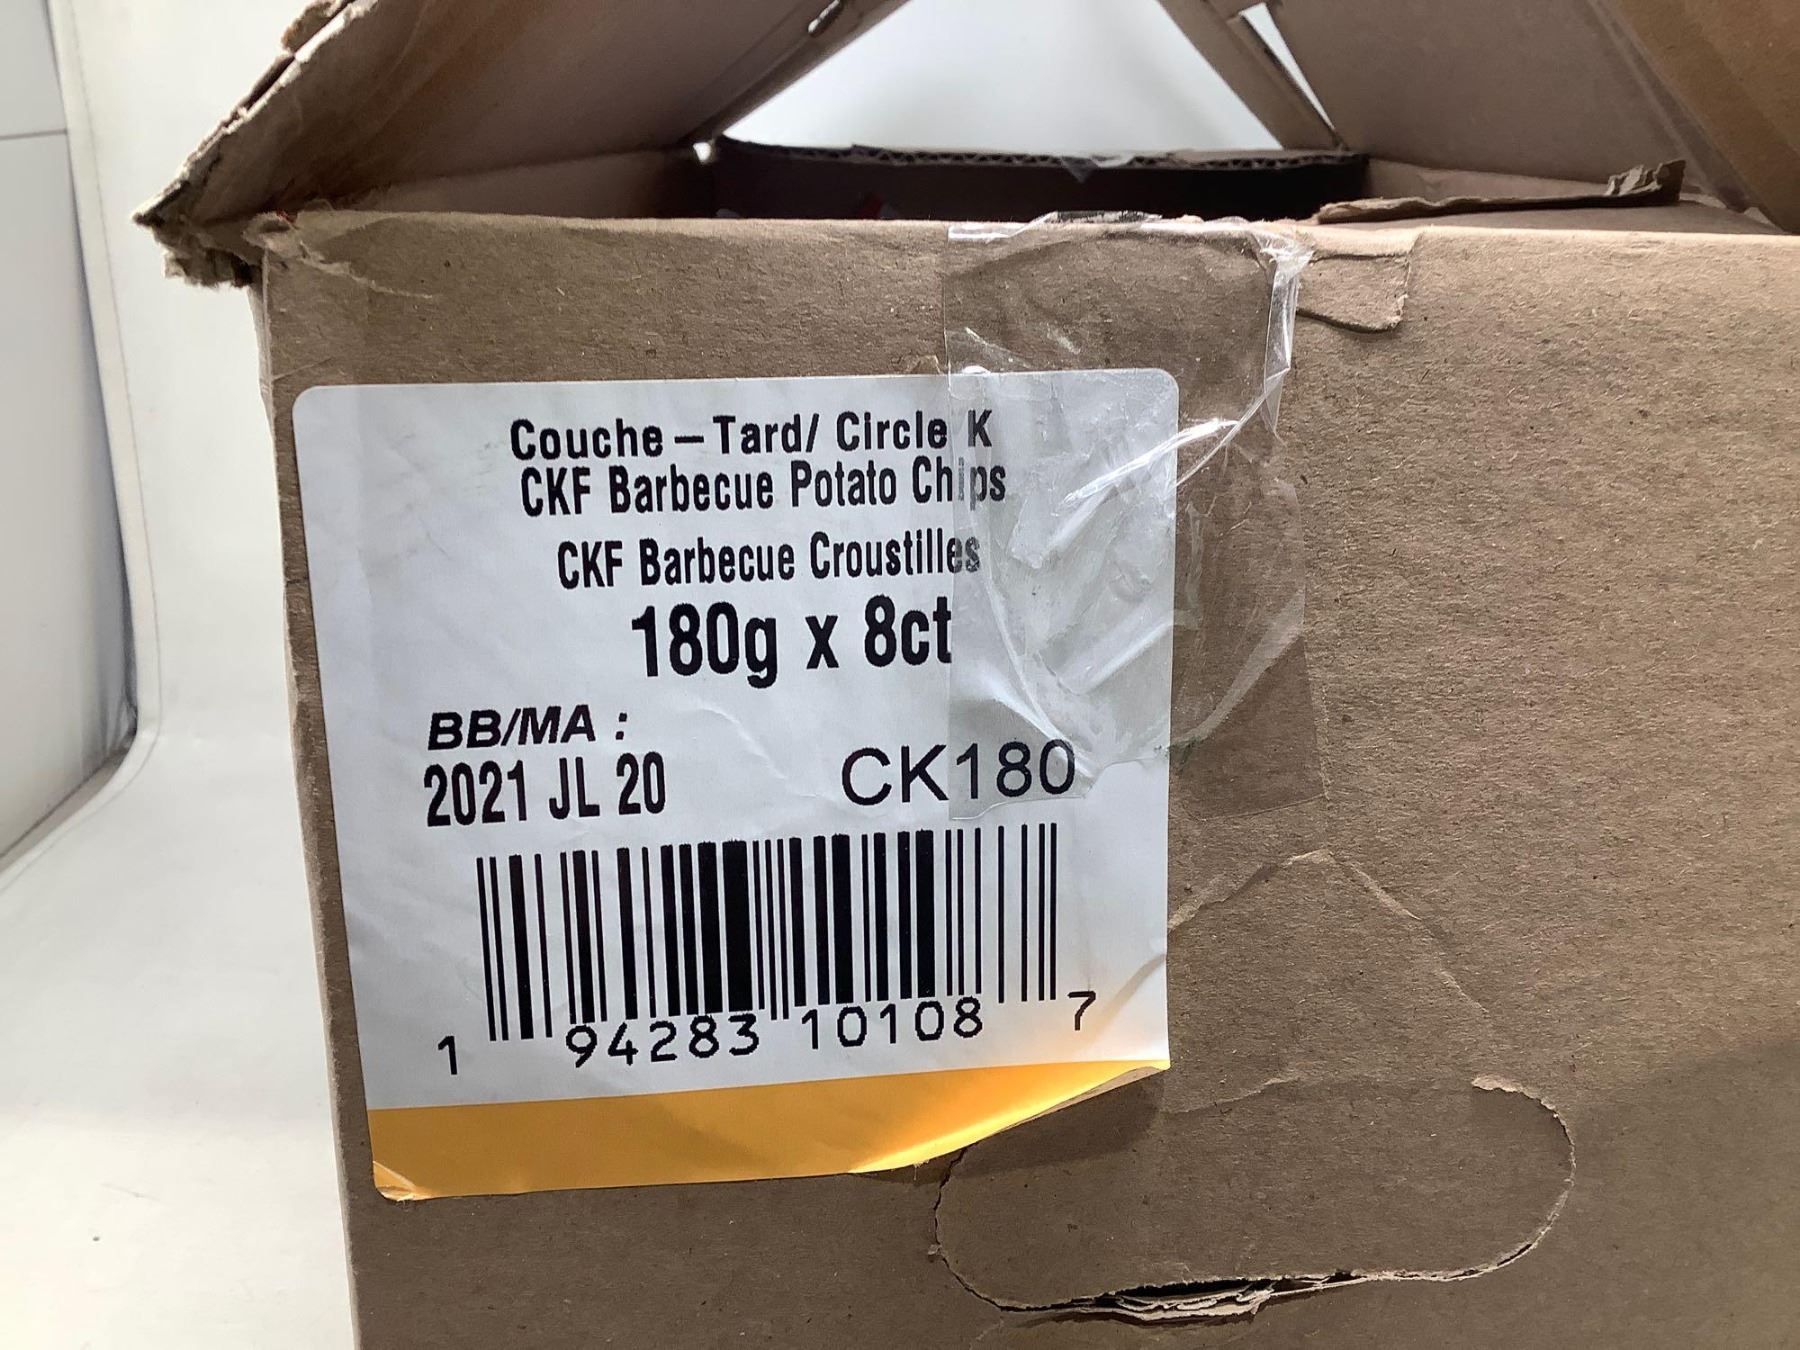 Couche – Tard/ Circle K
CKF Barbecue Potato Chips
CKF Barbecue Croustilles
180g x 8ct
BB/MA :
2021 JL 20 CK180
1 94283 10108 7